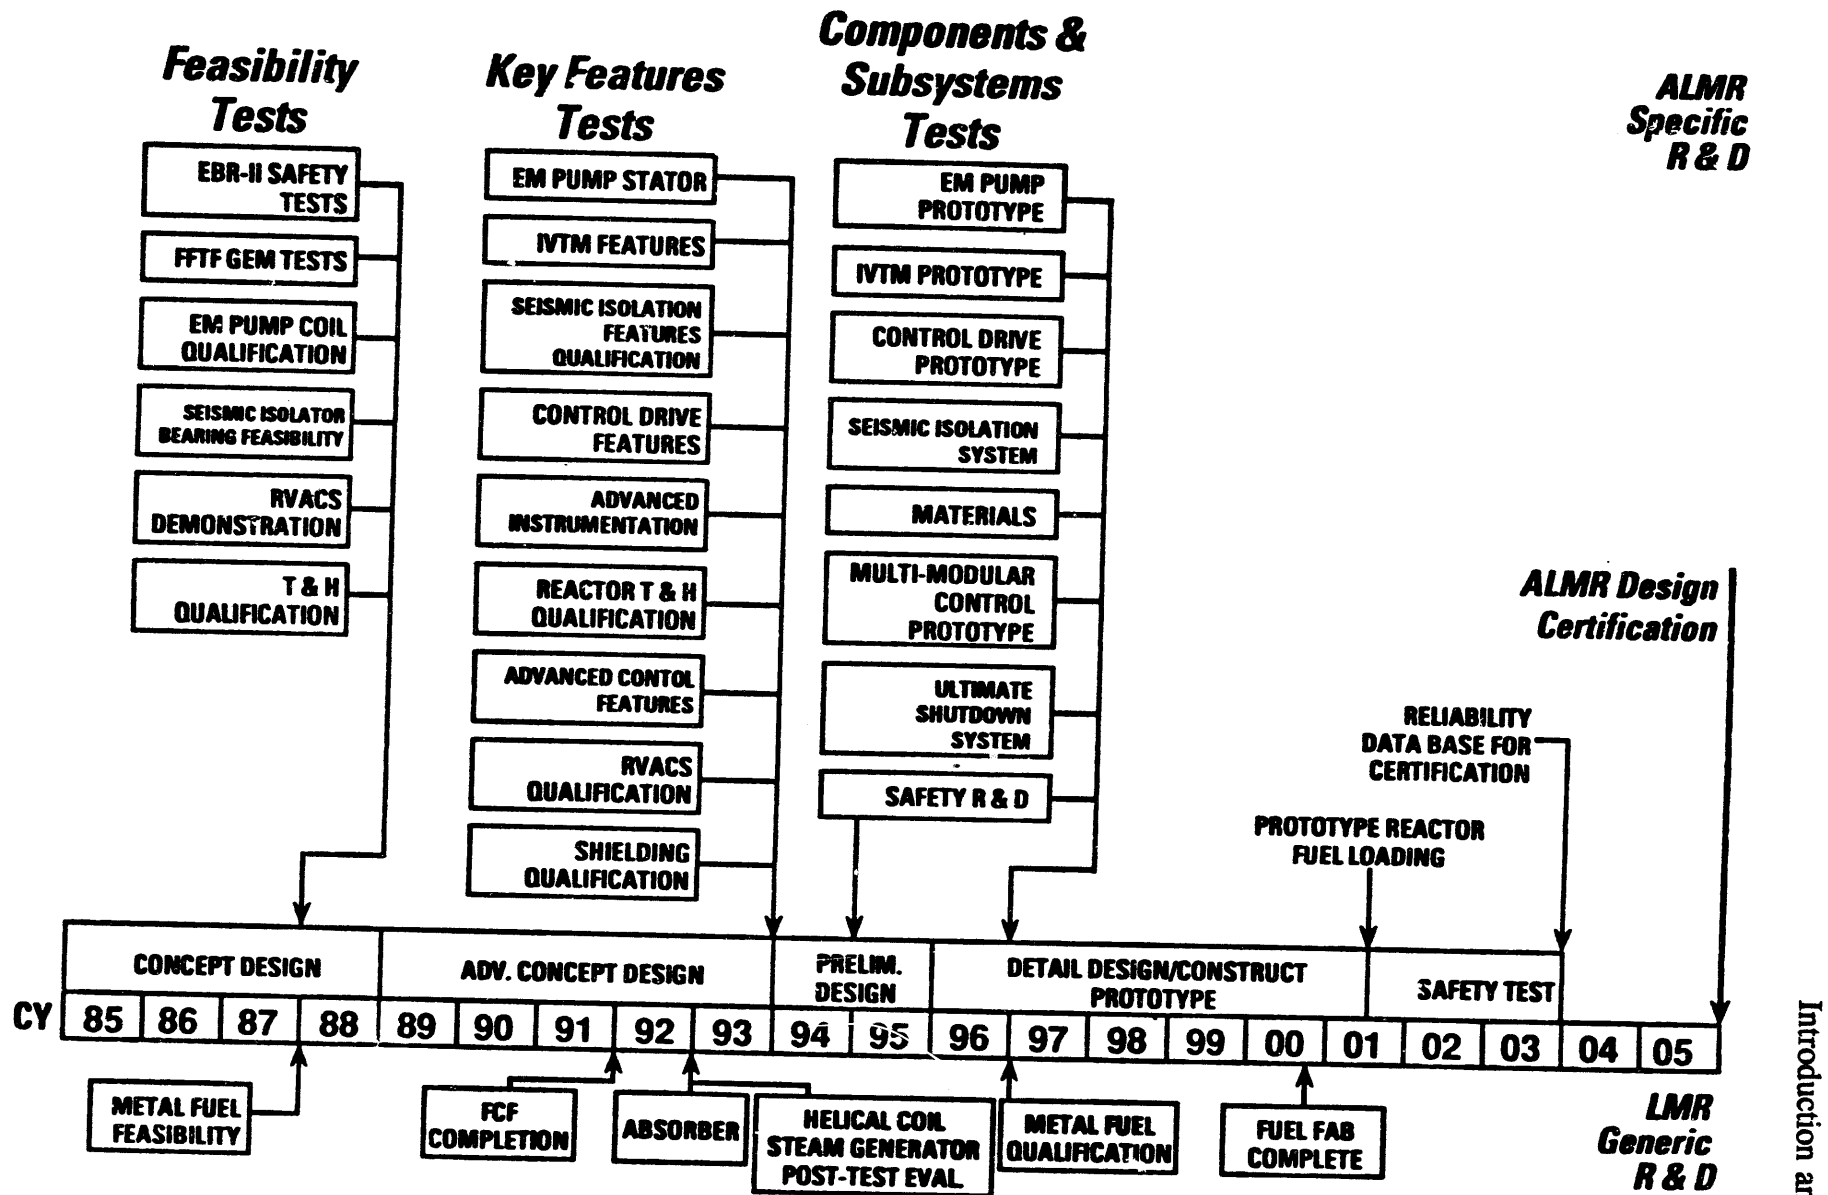 Feasibility
Tests
EBR-II SAFETY
TESTS
FFTF GEM TESTS
EM PUMP COIL
QUALIFICATION
SEISMIC ISOLATOR
BEARING FEASIBILITY
RVACS
DEMONSTRATION
T & H
QUALIFICATION
Key Features
Tests
EM PUMP STATOR
IVTM FEATURES
SEISMIC ISOLATION
FEATURES
QUALIFICATION
CONTROL DRIVE
FEATURES
ADVANCED
INSTRUMENTATION
REACTOR T & H
QUALIFICATION
ADVANCED CONTOL
FEATURES
RVACS
QUALIFICATION
SHIELDING
QUALIFICATION
Components &
Subsystems
Tests
EM PUMP
PROTOTYPE
IVTM PROTOTYPE
CONTROL DRIVE
PROTOTYPE
SEISMIC ISOLATION
SYSTEM
MATERIALS
MULTI-MODULAR
CONTROL
PROTOTYPE
ULTIMATE
SHUTDOWN
SYSTEM
SAFETY R & D
ALMR
Specific
R & D
ALMR Design
Certification
RELIABILITY
DATA BASE FOR
CERTIFICATION
PROTOTYPE REACTOR
FUEL LOADING
CONCEPT DESIGN
ADV. CONCEPT DESIGN
PRELIM.
DESIGN
DETAIL DESIGN/CONSTRUCT
PROTOTYPE
SAFETY TEST
CY 85 86 87 88 89 90 91 92 93 94 95 96 97 98 99 00 01 02 03 04 05
METAL FUEL
FEASIBILITY
FCF
COMPLETION
ABSORBER
HELICAL COIL
STEAM GENERATOR
POST-TEST EVAL.
METAL FUEL
QUALIFICATION
FUEL FAB
COMPLETE
LMR
Generic
R & D
Introduction